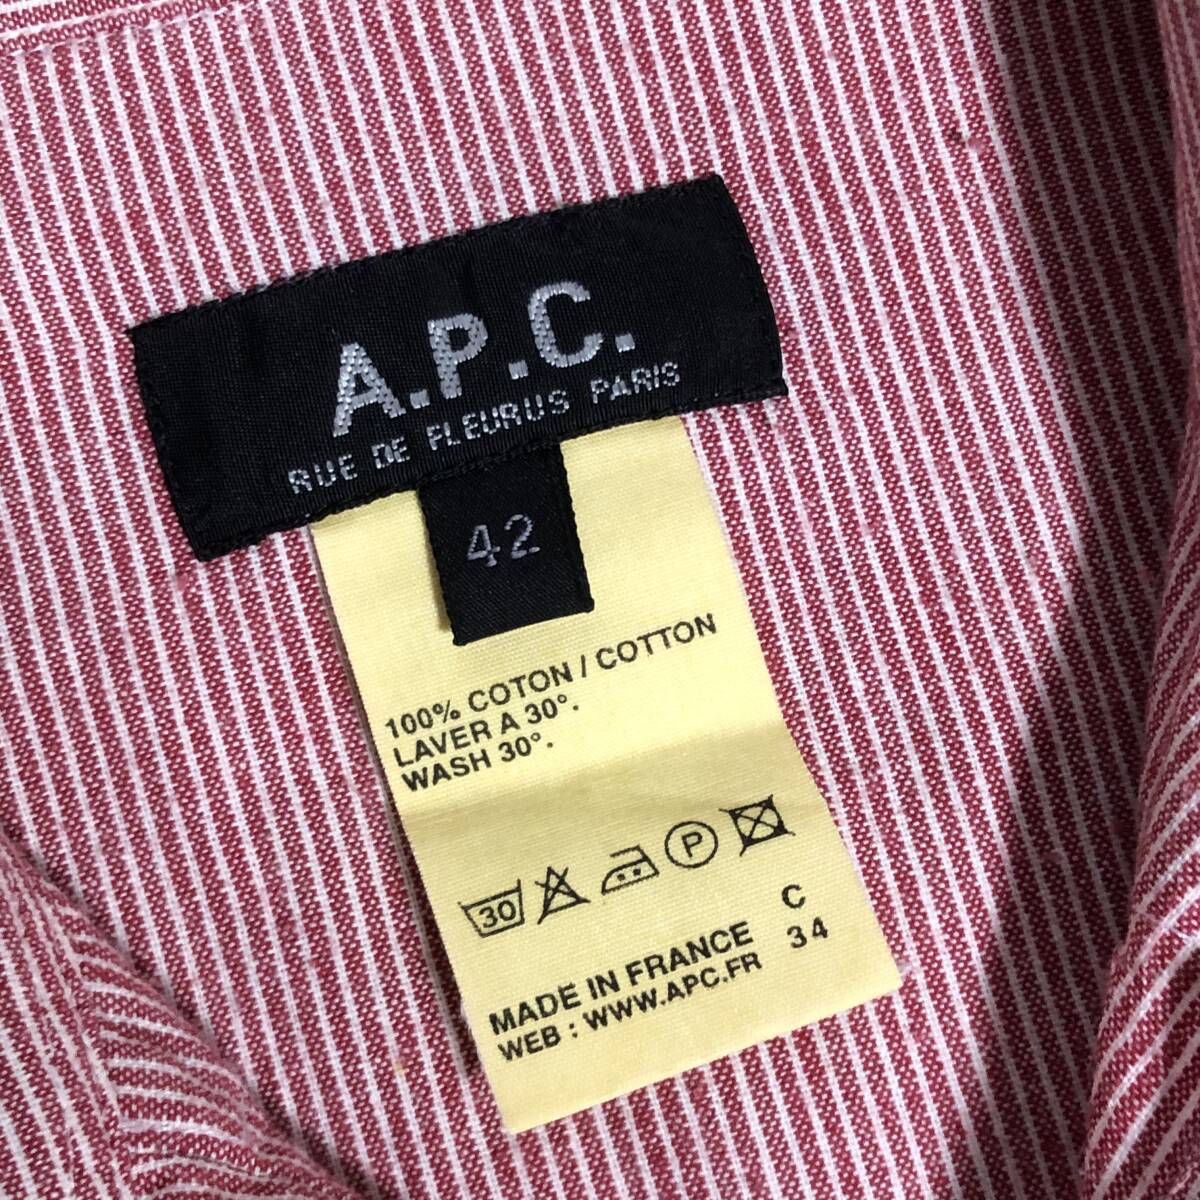 A.P.C.
RUE DE FLEURUS PARIS
42
100% COTON / COTTON
LAVER A 30°.
WASH 30°.
30 P
C
34
MADE IN FRANCE
WEB : WWW.APC.FR